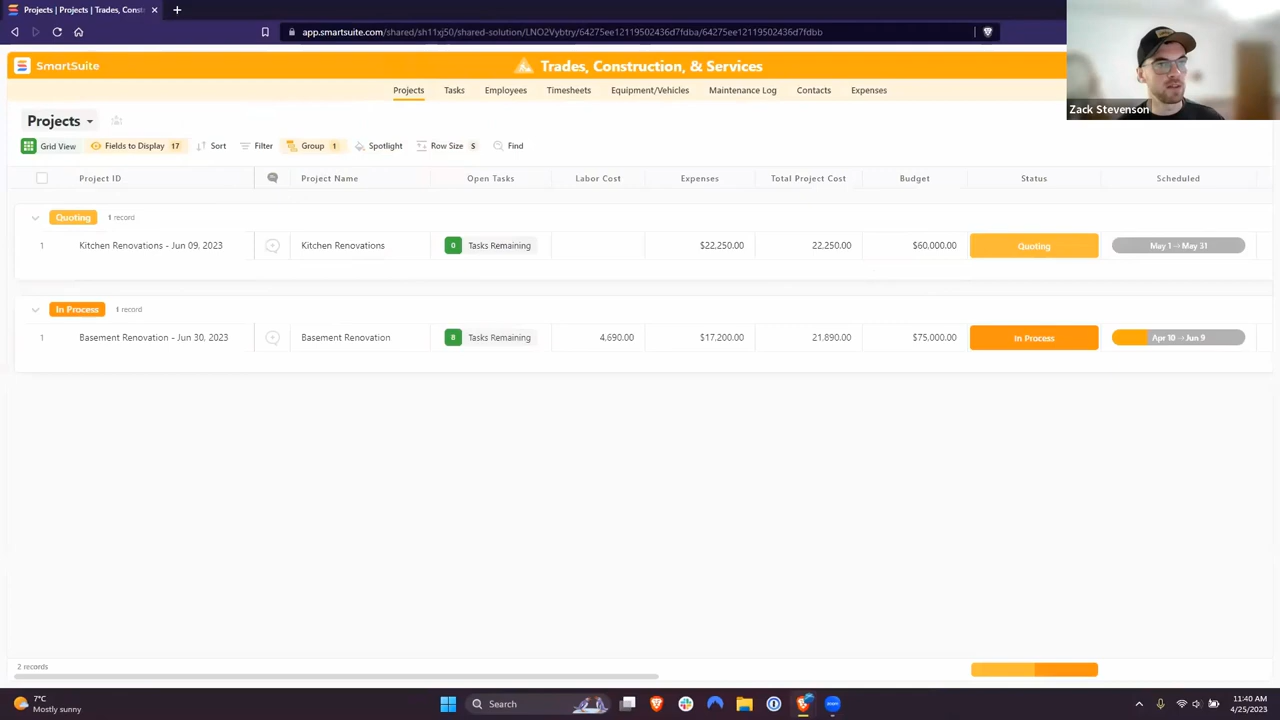 Projects | Projects | Trades, Const
app.smartsuite.com/shared/sh11xj50/shared-solution/LNO2Vybtry/64275ee12119502436d7fdba/64275ee12119502436d7fdbb
SmartSuite
Trades, Construction, & Services
Projects Tasks Employees Timesheets Equipment/Vehicles Maintenance Log Contacts Expenses
Zack Stevenson
Projects
Grid View Fields to Display 17 Sort Filter Group 1 Spotlight Row Size S Find
Project ID Project Name Open Tasks Labor Cost Expenses Total Project Cost Budget Status Scheduled
Quoting 1 record
1 Kitchen Renovations - Jun 09, 2023 Kitchen Renovations 0 Tasks Remaining $22,250.00 22,250.00 $60,000.00 Quoting May 1 → May 31
In Process 1 record
1 Basement Renovation - Jun 30, 2023 Basement Renovation 8 Tasks Remaining 4,690.00 $17,200.00 21,890.00 $75,000.00 In Process Apr 10 → Jun 9
2 records
7°C
Mostly sunny
Search
zoom
11:40 AM
4/25/2023